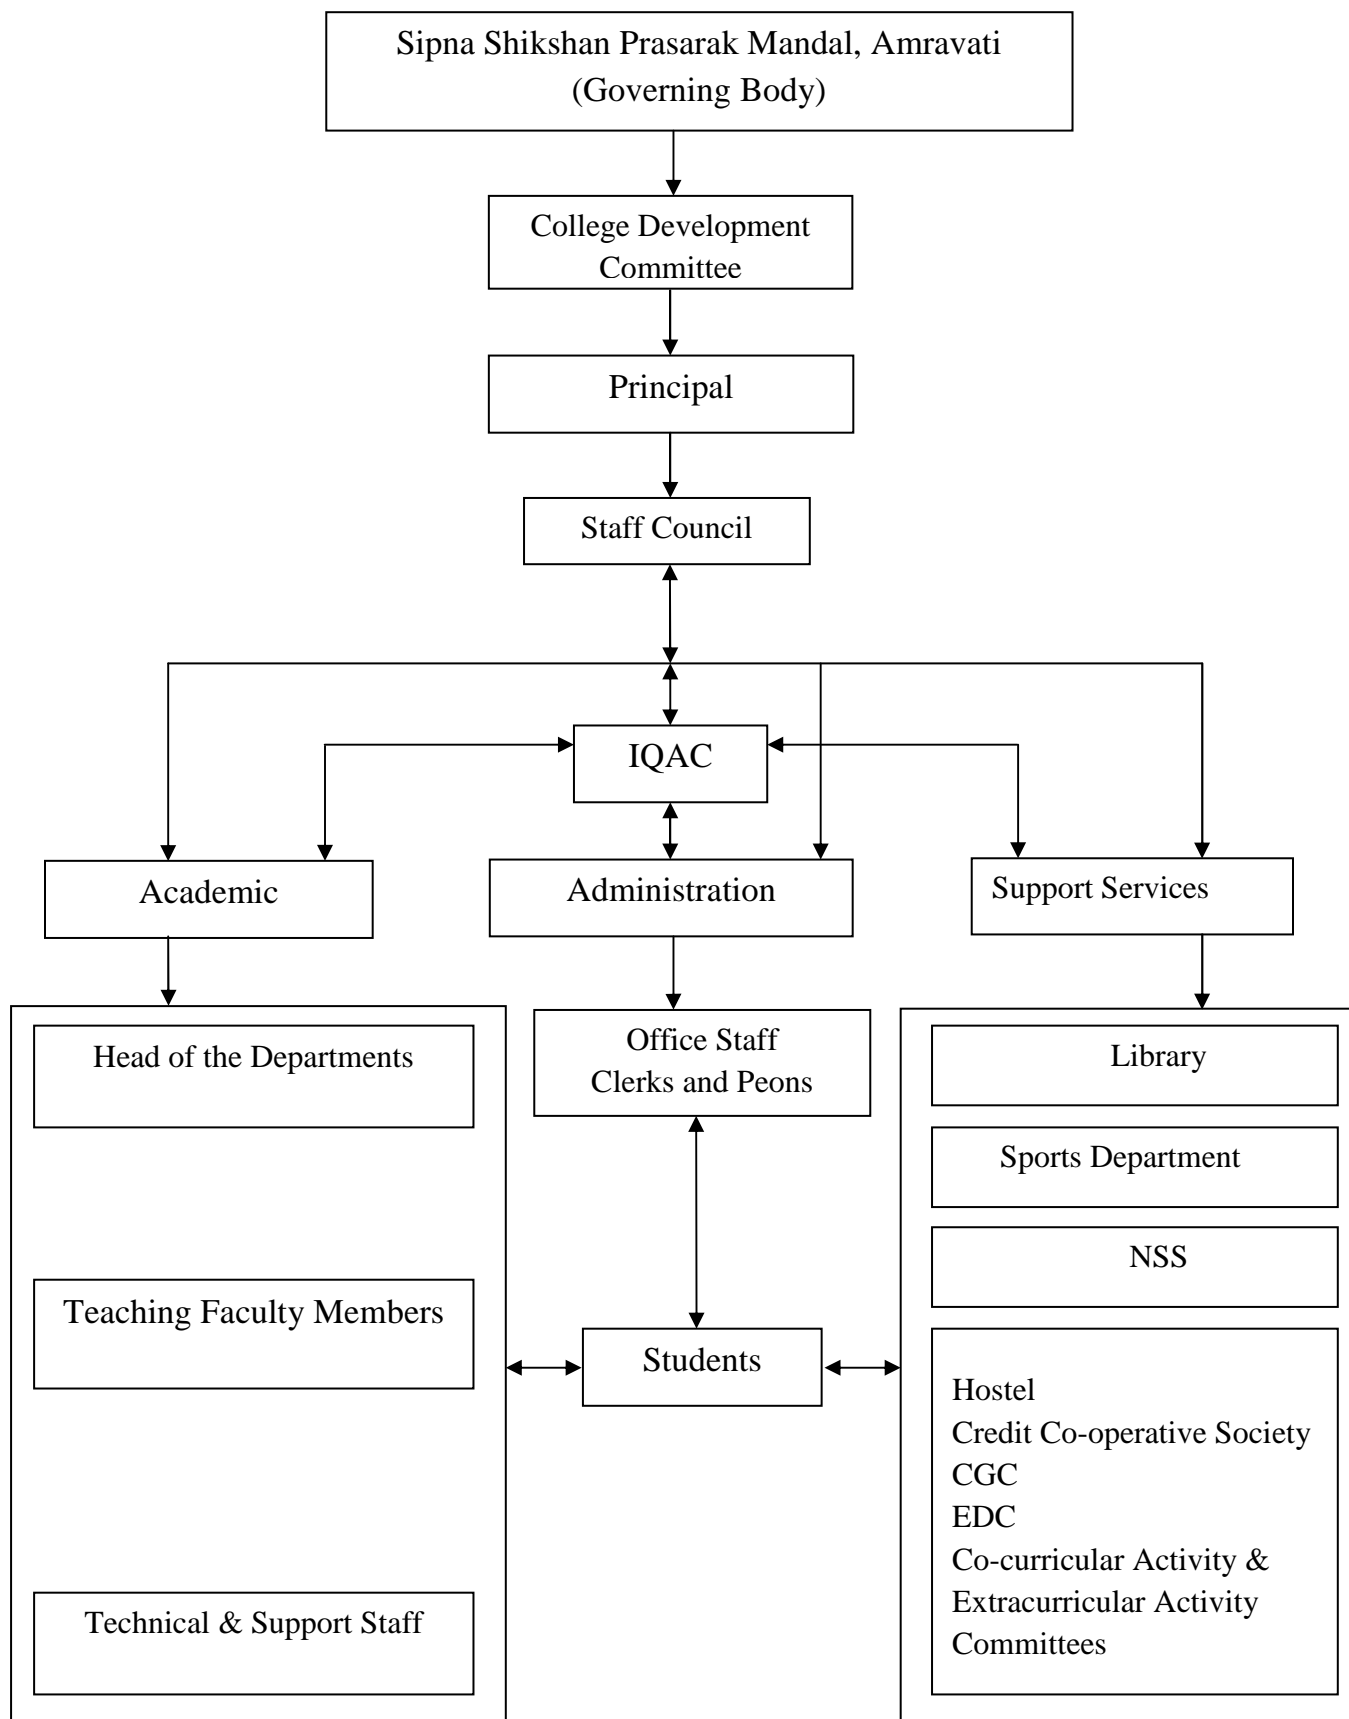 Sipna Shikshan Prasarak Mandal, Amravati
(Governing Body)
College Development
Committee
Principal
Staff Council
IQAC
Academic
Administration
Support Services
Head of the Departments
Teaching Faculty Members
Technical & Support Staff
Office Staff
Clerks and Peons
Students
Library
Sports Department
NSS
Hostel
Credit Co-operative Society
CGC
EDC
Co-curricular Activity &
Extracurricular Activity
Committees